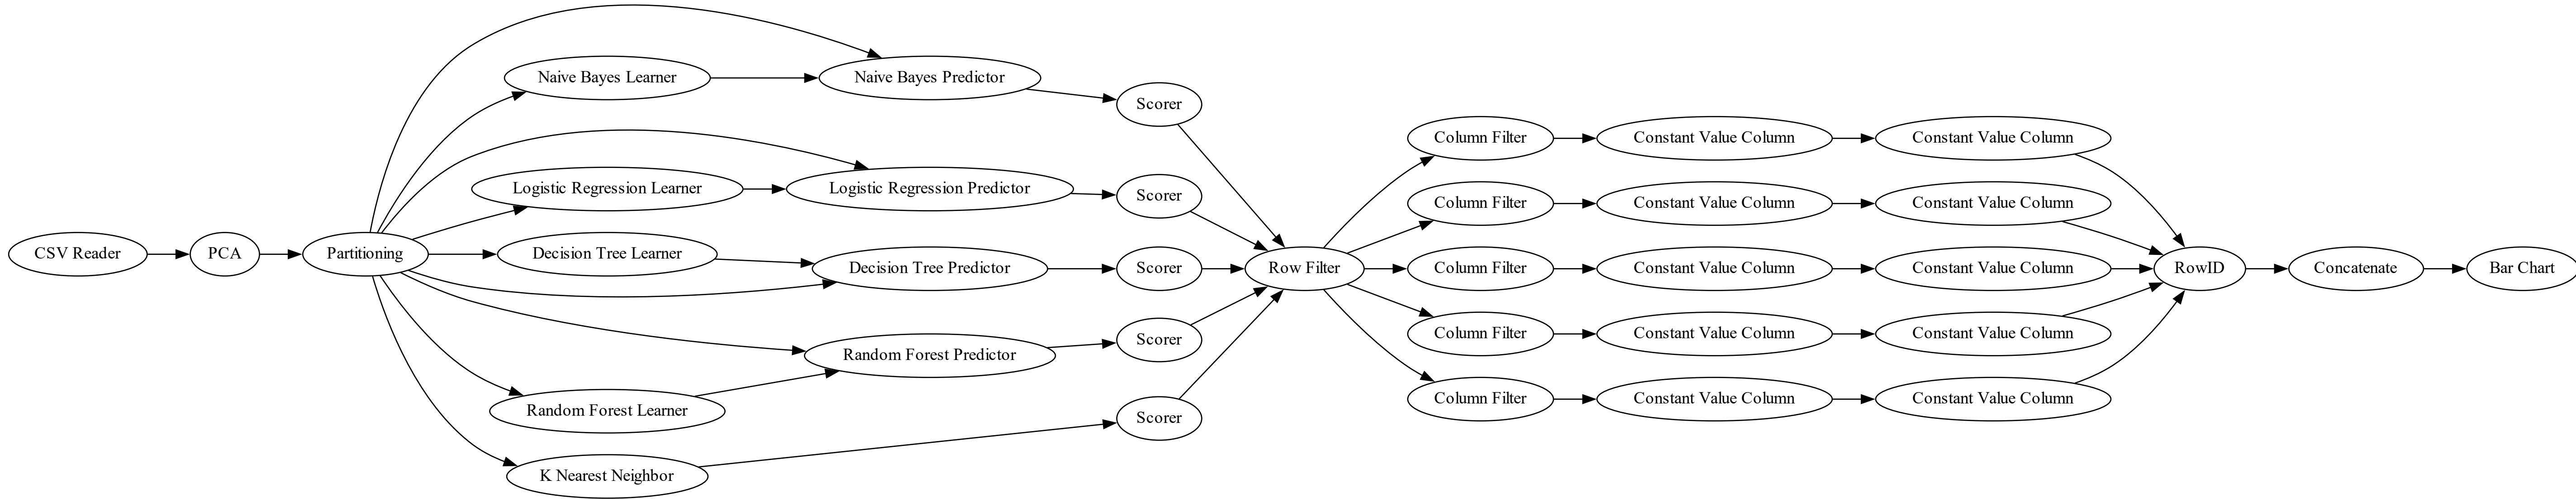 CSV Reader
PCA
Partitioning
Naive Bayes Learner
Naive Bayes Predictor
Scorer
Logistic Regression Learner
Logistic Regression Predictor
Scorer
Decision Tree Learner
Decision Tree Predictor
Scorer
Random Forest Learner
Random Forest Predictor
Scorer
K Nearest Neighbor
Scorer
Row Filter
Column Filter
Constant Value Column
Constant Value Column
Column Filter
Constant Value Column
Constant Value Column
Column Filter
Constant Value Column
Constant Value Column
Column Filter
Constant Value Column
Constant Value Column
Column Filter
Constant Value Column
Constant Value Column
RowID
Concatenate
Bar Chart